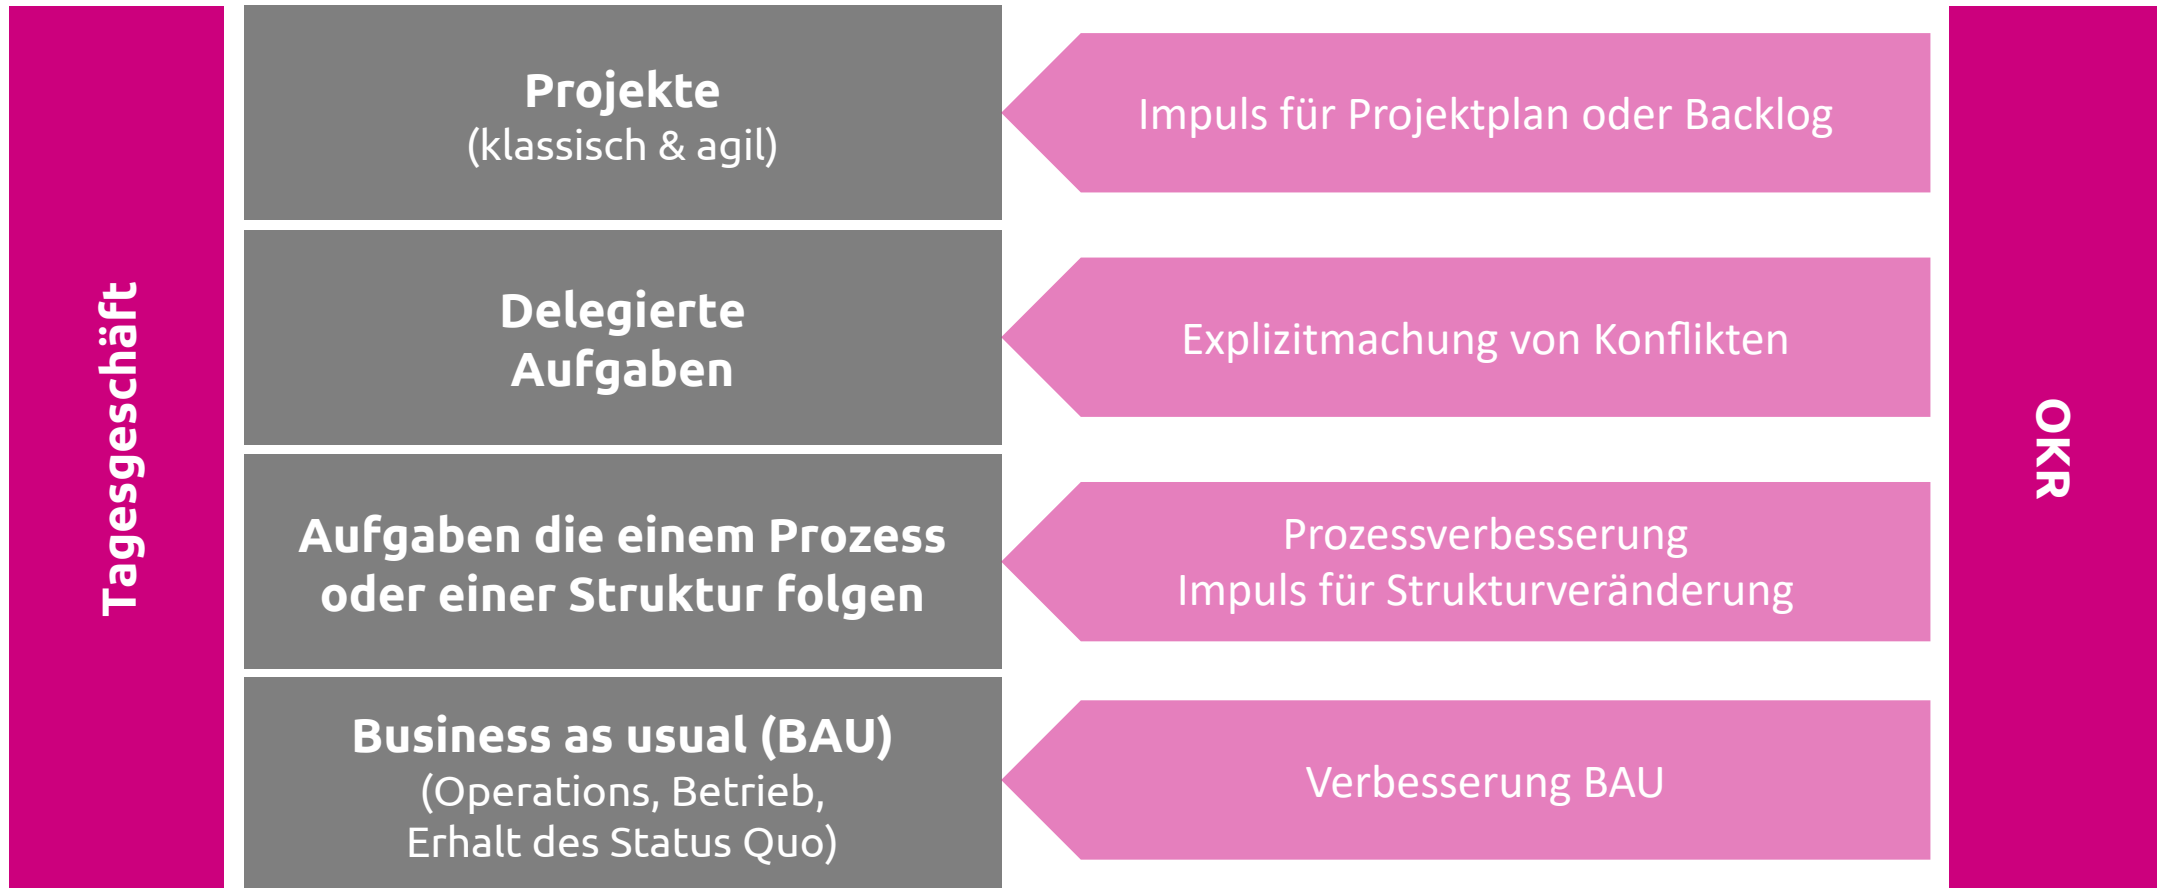 Tagesgeschäft
Projekte
(klassisch & agil)
Impuls für Projektplan oder Backlog
Delegierte
Aufgaben
Explizitmachung von Konflikten
Aufgaben die einem Prozess
oder einer Struktur folgen
Prozessverbesserung
Impuls für Strukturveränderung
Business as usual (BAU)
(Operations, Betrieb,
Erhalt des Status Quo)
Verbesserung BAU
OKR